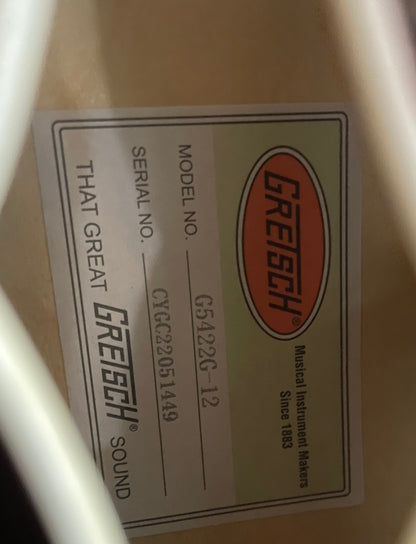 GRETSCH®
Musical Instrument Makers
Since 1883
MODEL NO. G5422G-12
SERIAL NO. CYGC22051449
THAT GREAT GRETSCH® SOUND